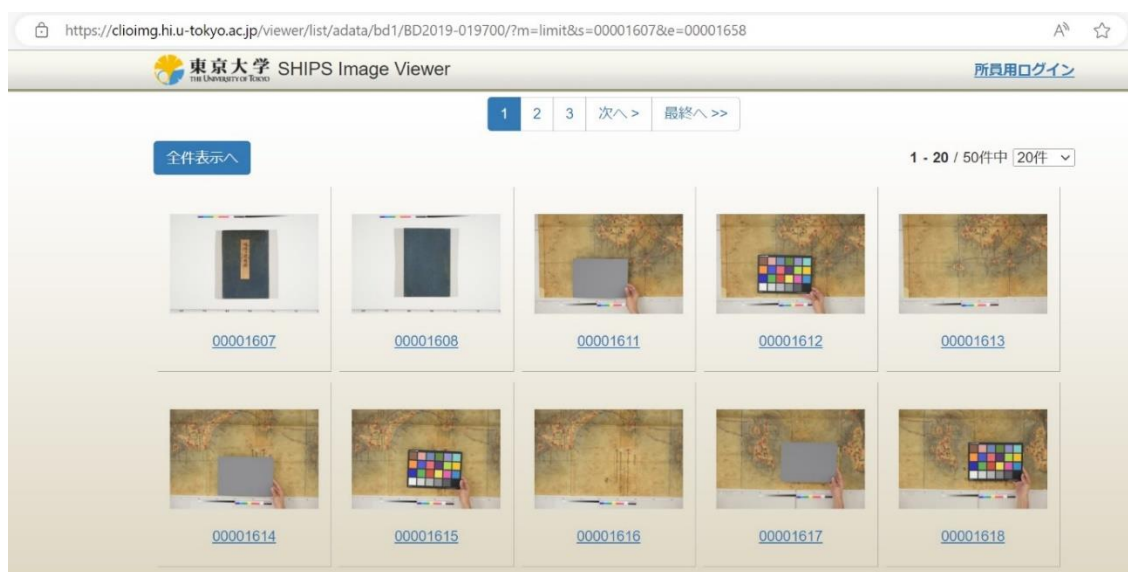 https://clioimg.hi.u-tokyo.ac.jp/viewer/list/adata/bd1/BD2019-019700/?m=limit&s=00001607&e=00001658
東京大学 SHIPS Image Viewer
THE UNIVERSITY OF TOKYO
所員用ログイン
1 2 3 次へ > 最終へ >>
全件表示へ
1 - 20 / 50件中 20件
00001607 00001608 00001611 00001612 00001613
00001614 00001615 00001616 00001617 00001618